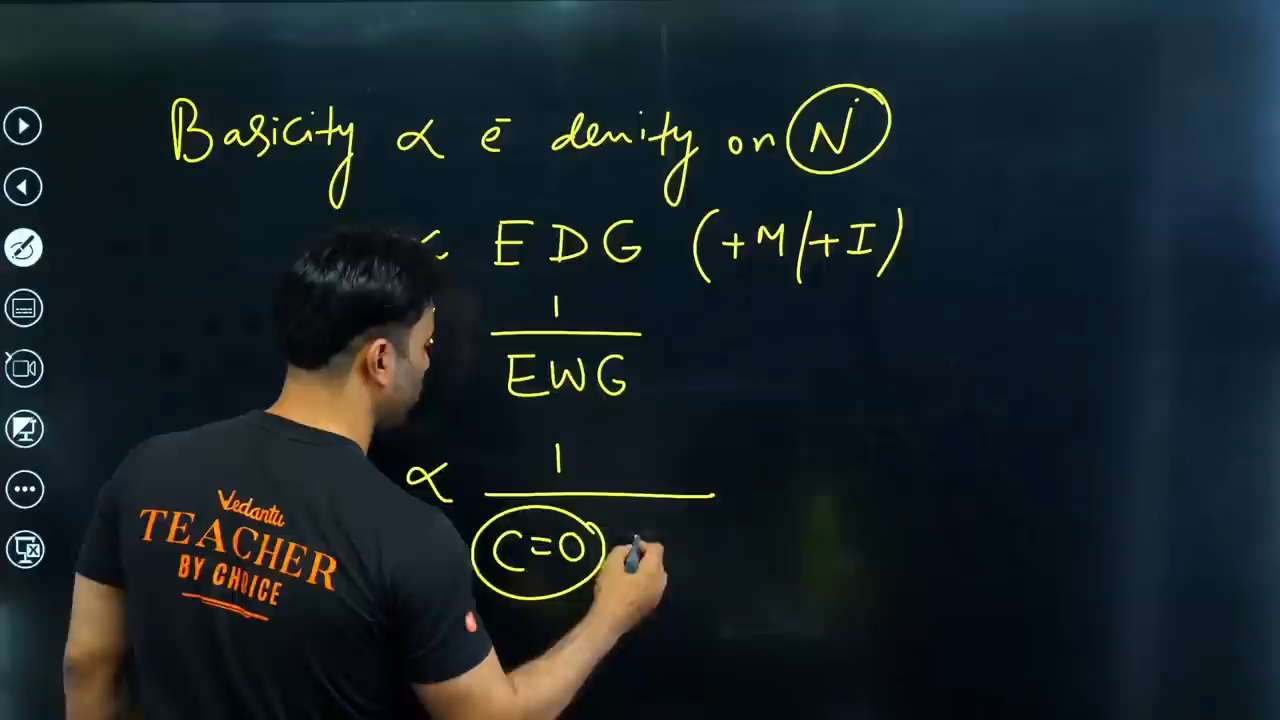 Basicity ∝ e⁻ denity on N̈
∝ EDG (+M/+I)
1
EWG
∝ 1
C=O
Vedantu
TEACHER
BY CHOICE